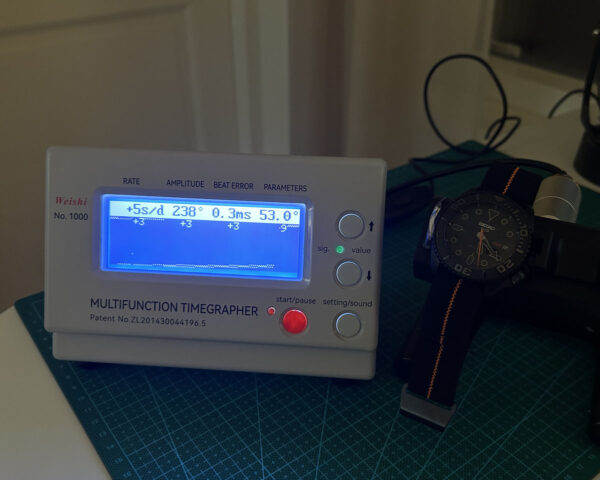 RATE AMPLITUDE BEAT ERROR PARAMETERS
Weishi
No. 1000
+5s/d 238° 0.3ms 53.0°
+3 +3 +3 -9
sig. value
MULTIFUNCTION TIMEGRAPHER
Patent No.ZL201430044196.5
start/pause setting/sound